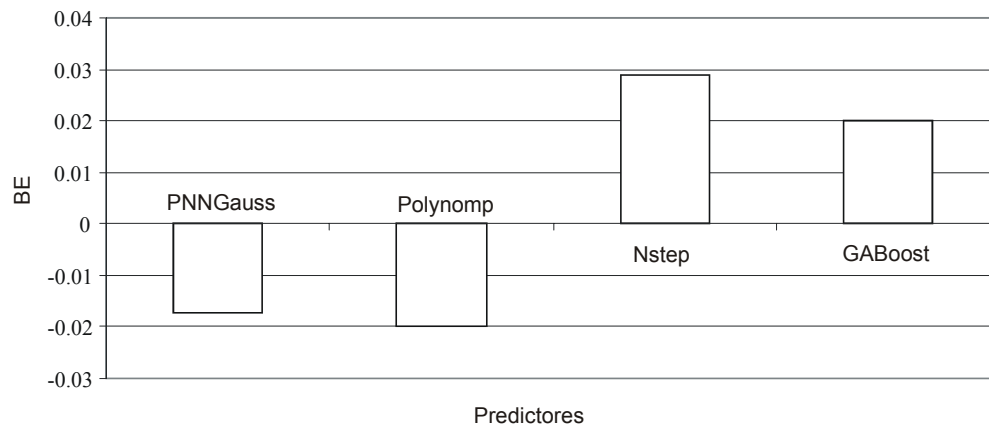 0.04
0.03
0.02
0.01
0
-0.01
-0.02
-0.03
BE
PNNGauss
Polynomp
Nstep
GABoost
Predictores